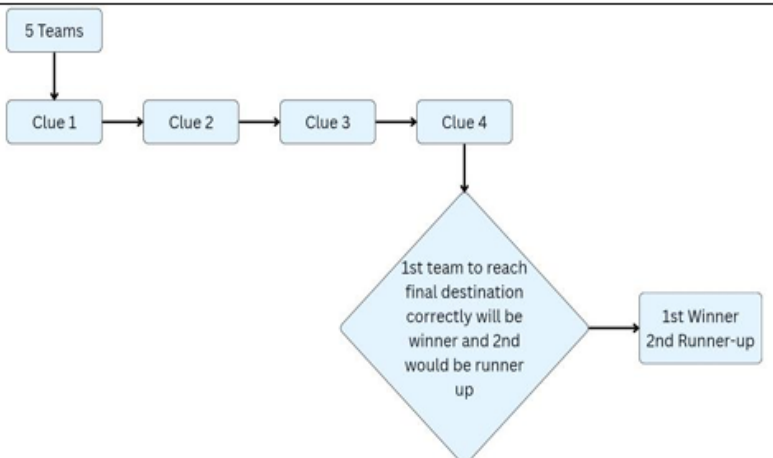 5 Teams
Clue 1
Clue 2
Clue 3
Clue 4
1st team to reach
final destination
correctly will be
winner and 2nd
would be runner
up
1st Winner
2nd Runner-up